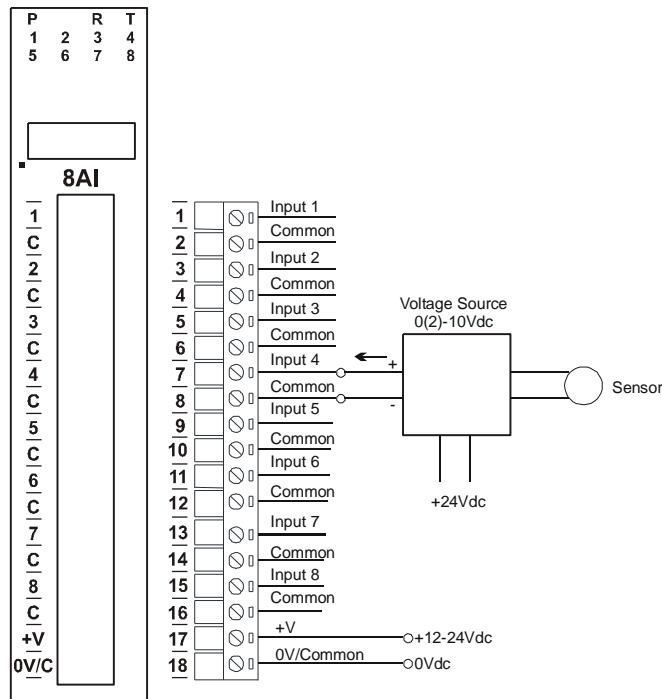 P R T
1 2 3 4
5 6 7 8
8AI
1
C
2
C
3
C
4
C
5
C
6
C
7
C
8
C
+V
0V/C
1 Input 1
2 Common
3 Input 2
4 Common
5 Input 3
6 Common
7 Input 4
8 Common
9 Input 5
10 Common
11 Input 6
12 Common
13 Input 7
14 Common
15 Input 8
16 Common
17 +V +12-24Vdc
18 0V/Common 0Vdc
Voltage Source
0(2)-10Vdc
+
-
Sensor
+24Vdc